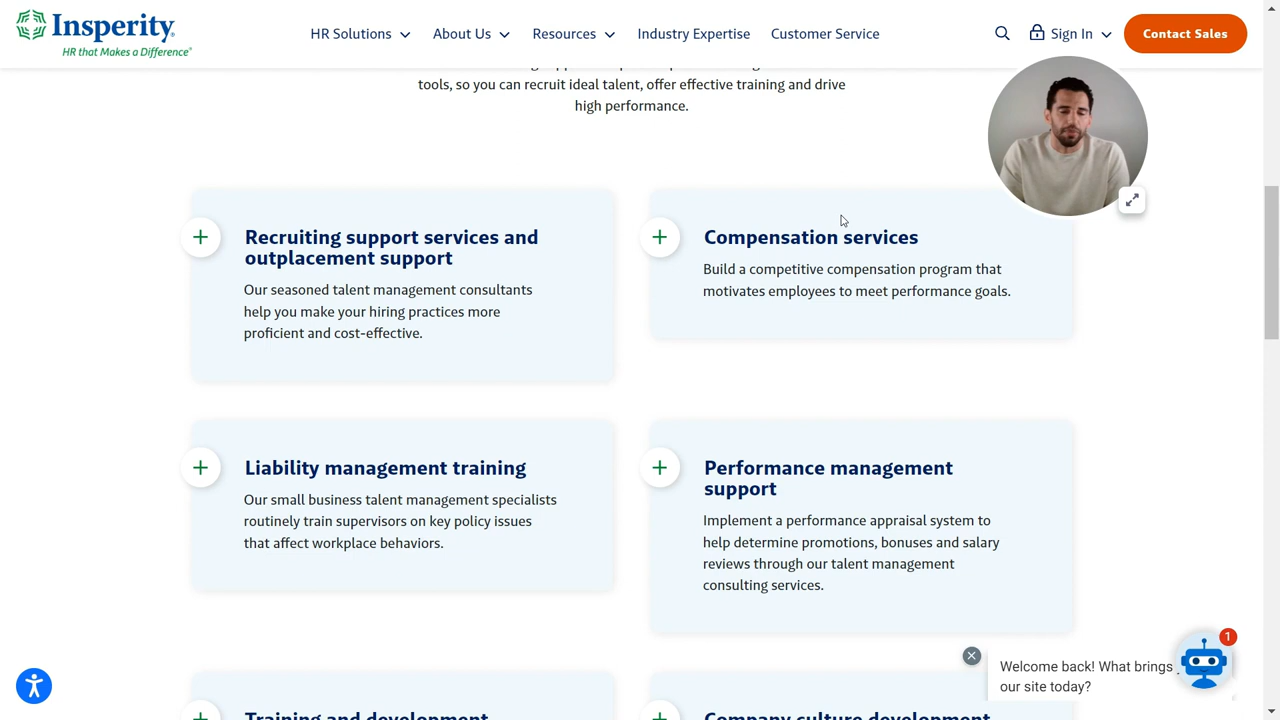 Insperity
HR that Makes a Difference®
HR Solutions
About Us
Resources
Industry Expertise
Customer Service
Sign In
Contact Sales
tools, so you can recruit ideal talent, offer effective training and drive
high performance.
Recruiting support services and
outplacement support
Our seasoned talent management consultants
help you make your hiring practices more
proficient and cost-effective.
Compensation services
Build a competitive compensation program that
motivates employees to meet performance goals.
Liability management training
Our small business talent management specialists
routinely train supervisors on key policy issues
that affect workplace behaviors.
Performance management
support
Implement a performance appraisal system to
help determine promotions, bonuses and salary
reviews through our talent management
consulting services.
Training and development
Company culture development
1
Welcome back! What brings
our site today?